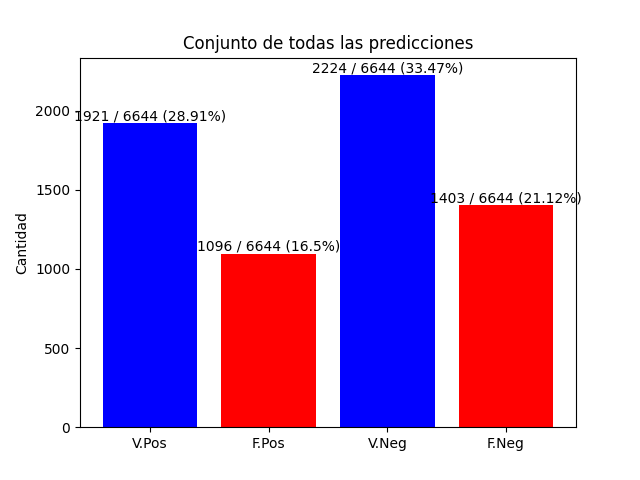 Conjunto de todas las predicciones
2224 / 6644 (33.47%)
1921 / 6644 (28.91%)
1403 / 6644 (21.12%)
1096 / 6644 (16.5%)
2000
1500
1000
500
0
Cantidad
V.Pos F.Pos V.Neg F.Neg